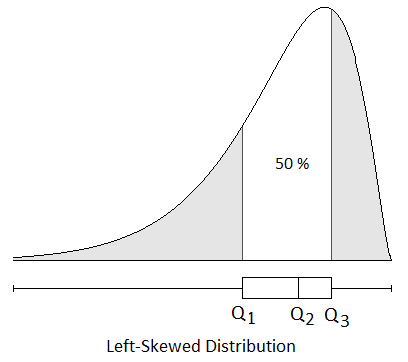 50 %
Q1 Q2 Q3
Left-Skewed Distribution